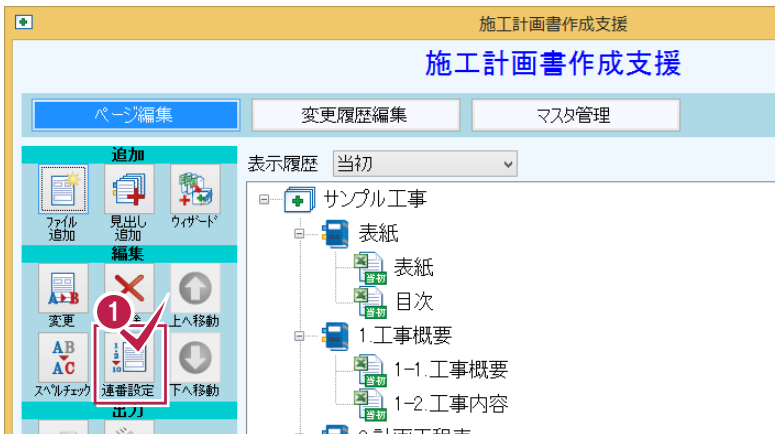 施工計画書作成支援
施工計画書作成支援
ページ編集 変更履歴編集 マスタ管理
追加
表示履歴 当初
ファイル追加 見出し追加 ウィザード
編集
変更 上へ移動
1
スペルチェック 連番設定 下へ移動
出力
サンプル工事
表紙
当初 表紙
当初 目次
1.工事概要
当初 1-1.工事概要
当初 1-2.工事内容